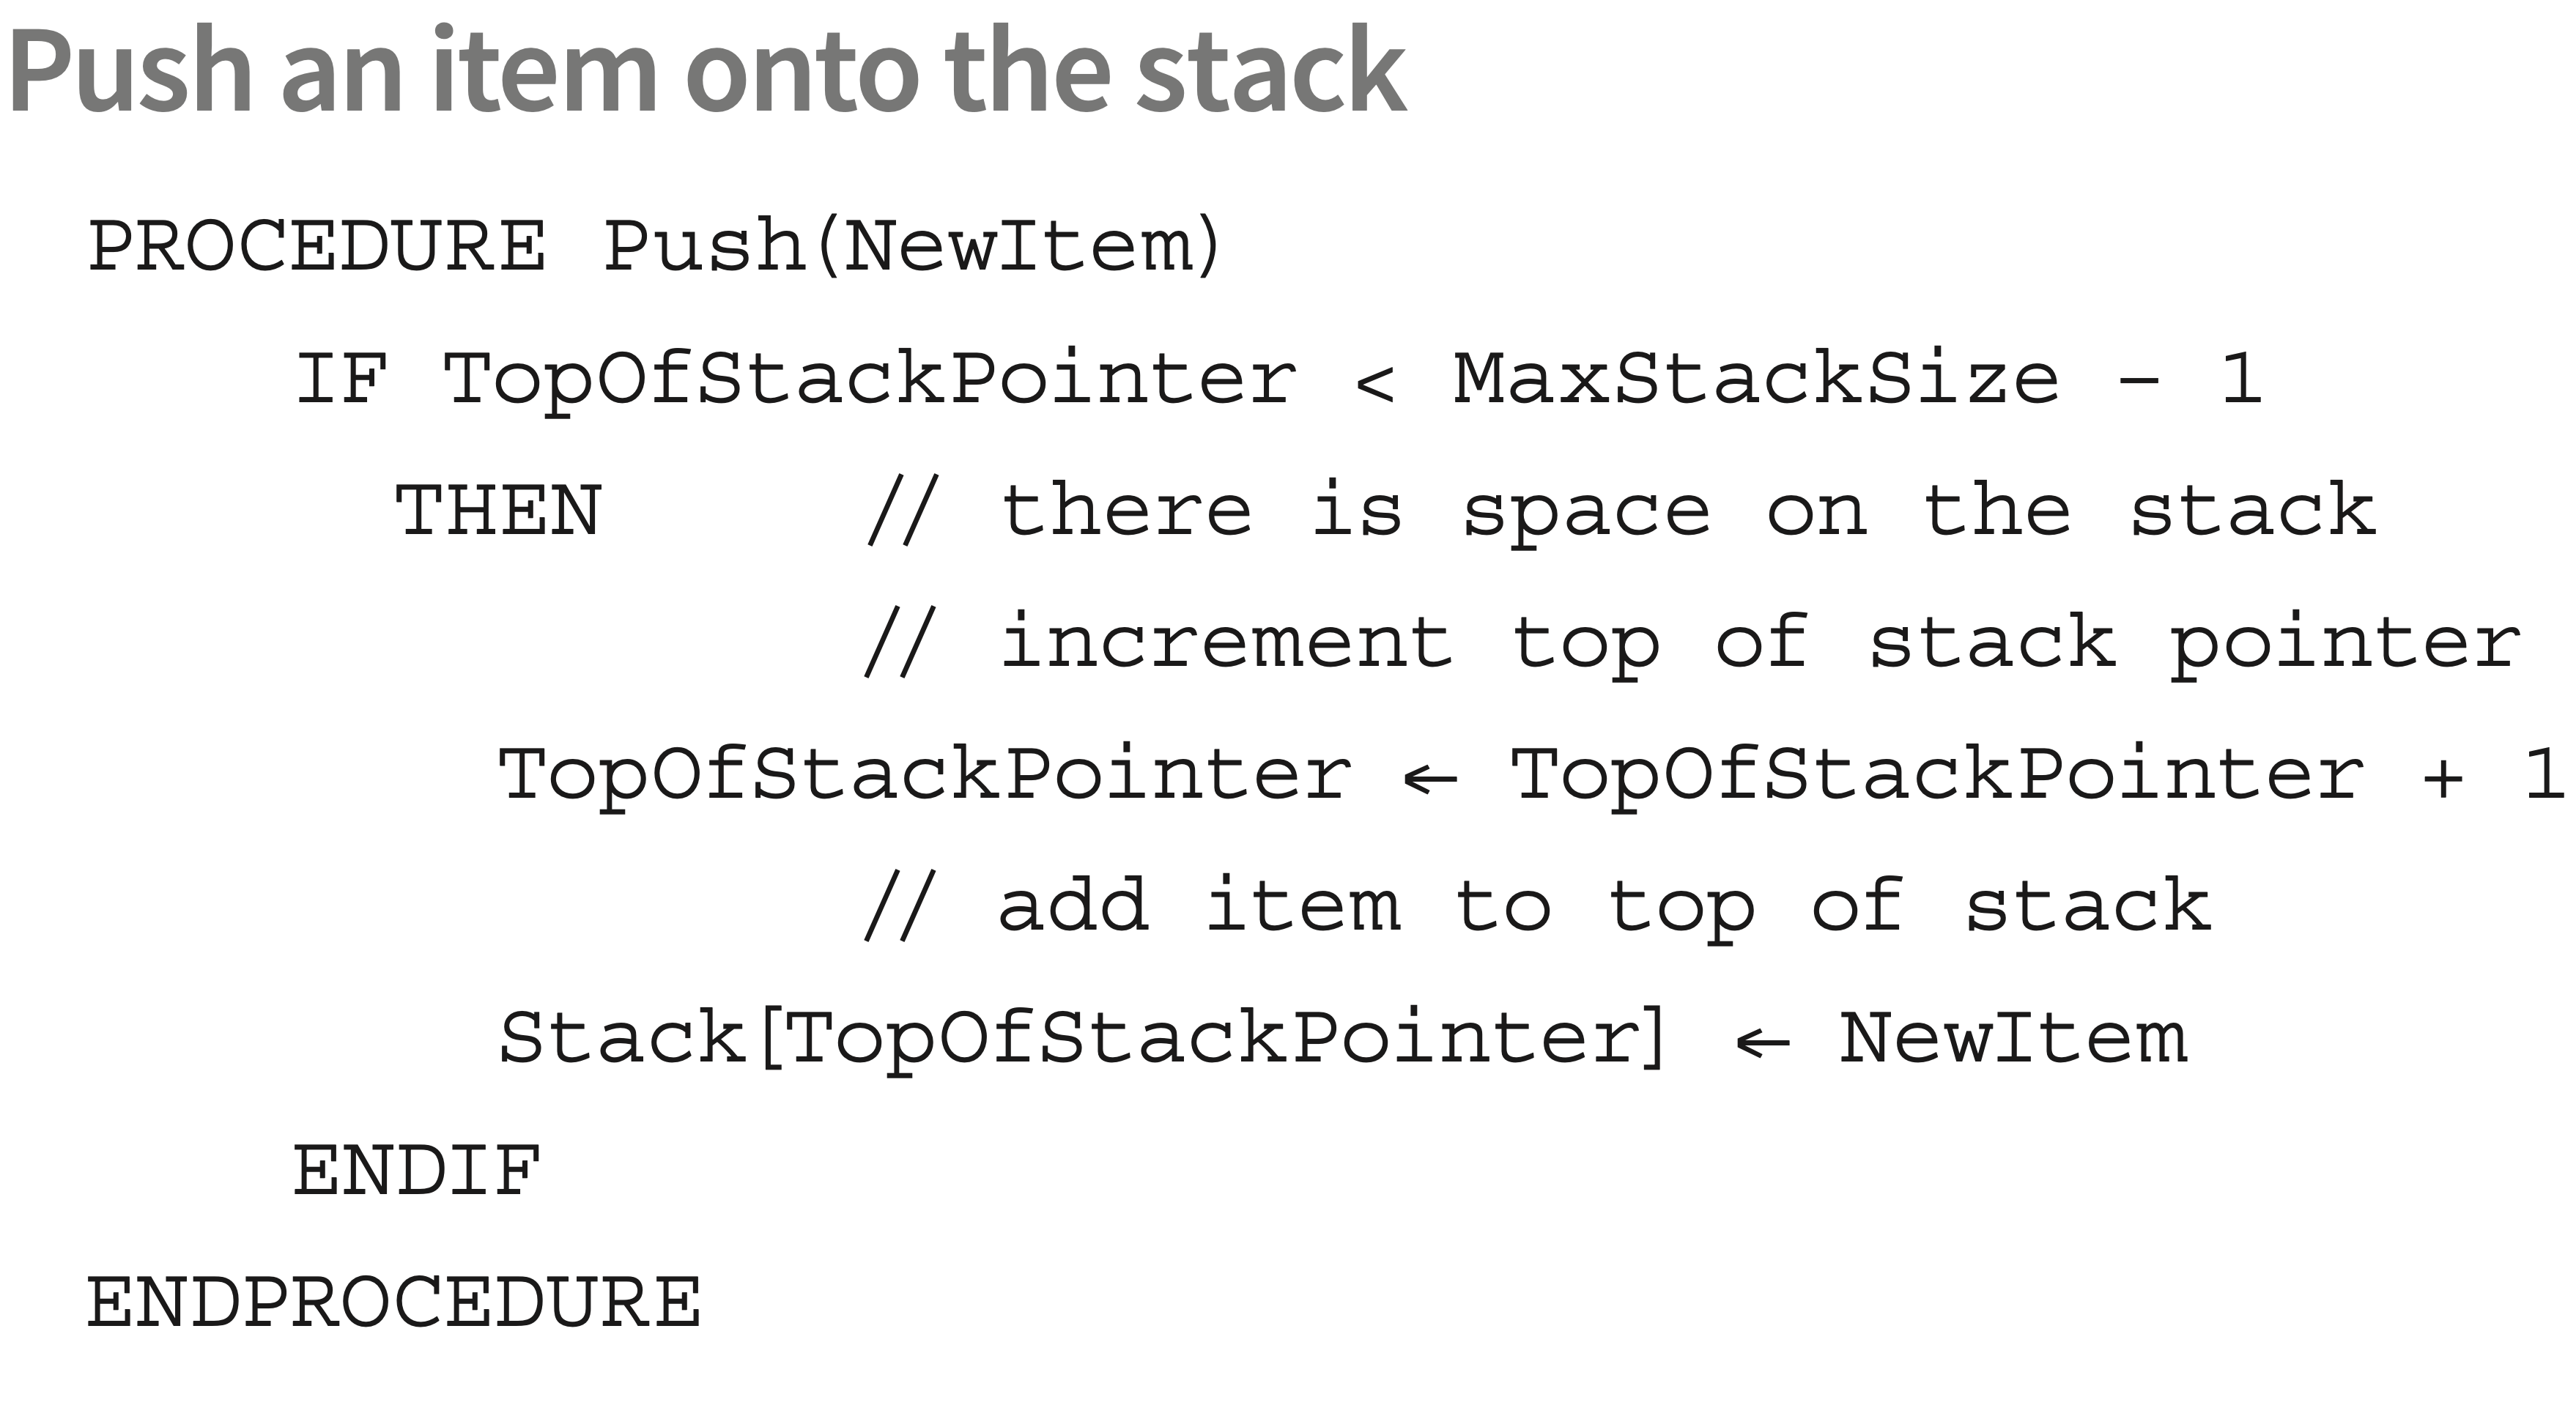 Push an item onto the stack
PROCEDURE Push(NewItem)
IF TopOfStackPointer < MaxStackSize – 1
THEN // there is space on the stack
// increment top of stack pointer
TopOfStackPointer ← TopOfStackPointer + 1
// add item to top of stack
Stack[TopOfStackPointer] ← NewItem
ENDIF
ENDPROCEDURE